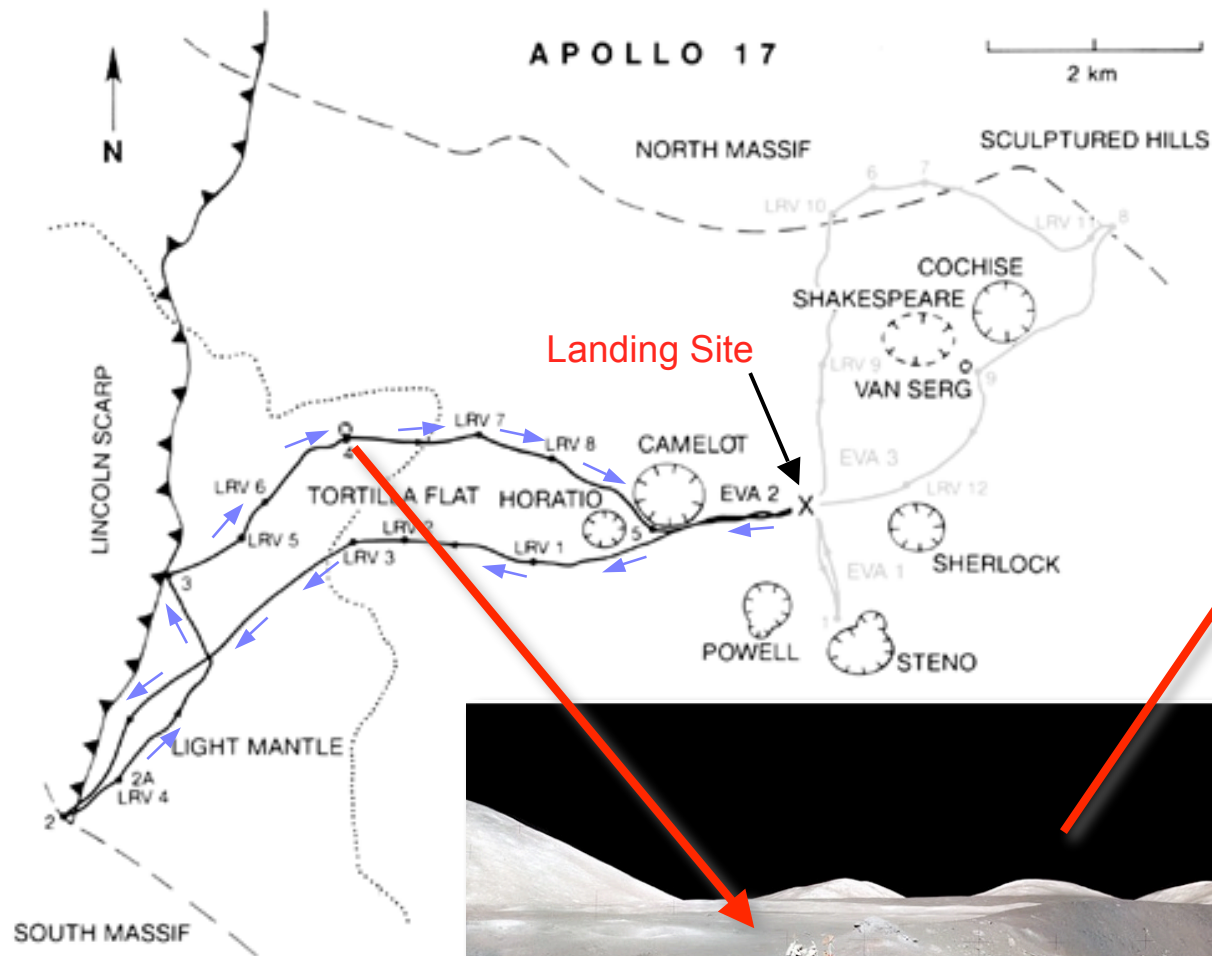 APOLLO 17
2 km
N
NORTH MASSIF
SCULPTURED HILLS
6
7
LRV 10
LRV 11
8
COCHISE
SHAKESPEARE
Landing Site
LRV 9
VAN SERG
9
LINCOLN SCARP
LRV 7
4
LRV 8
CAMELOT
EVA 3
LRV 6
TORTILLA FLAT
HORATIO
EVA 2
X
LRV 12
LRV 5
LRV 2
5
LRV 3
LRV 1
SHERLOCK
3
EVA 1
1
POWELL
STENO
LIGHT MANTLE
2A
LRV 4
2
SOUTH MASSIF